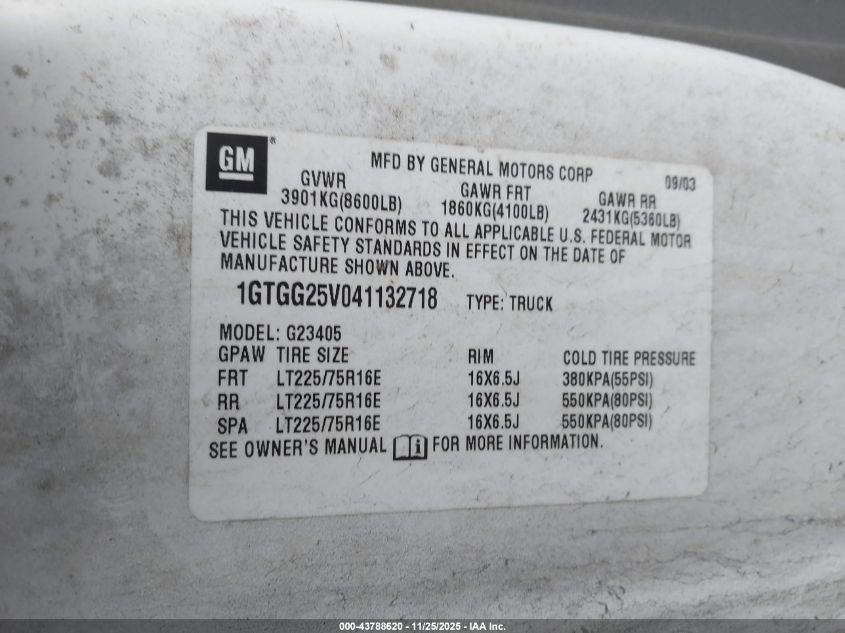 GM ®
MFD BY GENERAL MOTORS CORP 09/03
GVWR GAWR FRT GAWR RR
3901KG(8600LB) 1860KG(4100LB) 2431KG(5360LB)
THIS VEHICLE CONFORMS TO ALL APPLICABLE U.S. FEDERAL MOTOR
VEHICLE SAFETY STANDARDS IN EFFECT ON THE DATE OF
MANUFACTURE SHOWN ABOVE.
1GTGG25V041132718 TYPE: TRUCK
MODEL: G23405
GPAW TIRE SIZE RIM COLD TIRE PRESSURE
FRT LT225/75R16E 16X6.5J 380KPA(55PSI)
RR LT225/75R16E 16X6.5J 550KPA(80PSI)
SPA LT225/75R16E 16X6.5J 550KPA(80PSI)
SEE OWNER'S MANUAL i FOR MORE INFORMATION.
000-43788620 - 11/25/2025 - IAA Inc.